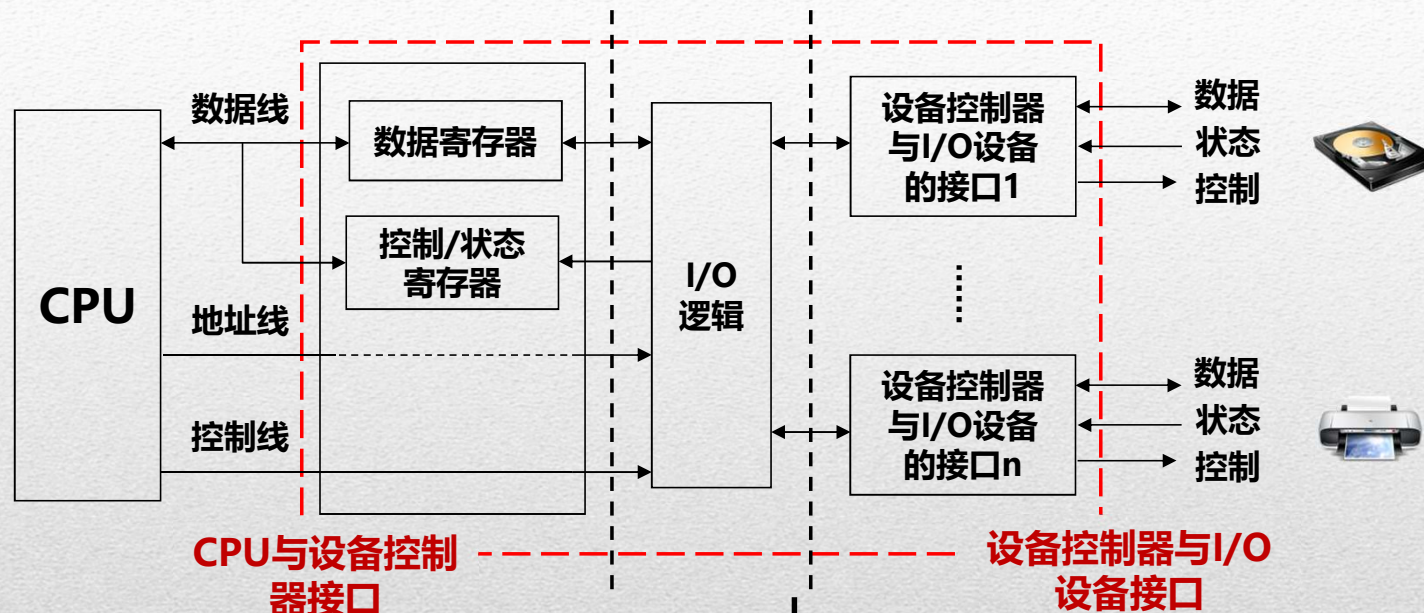 数据线
数据寄存器
控制/状态
寄存器
CPU
地址线
控制线
I/O
逻辑
设备控制器
与I/O设备
的接口1
数据
状态
控制
......
设备控制器
与I/O设备
的接口n
数据
状态
控制
CPU与设备控制
器接口
设备控制器与I/O
设备接口